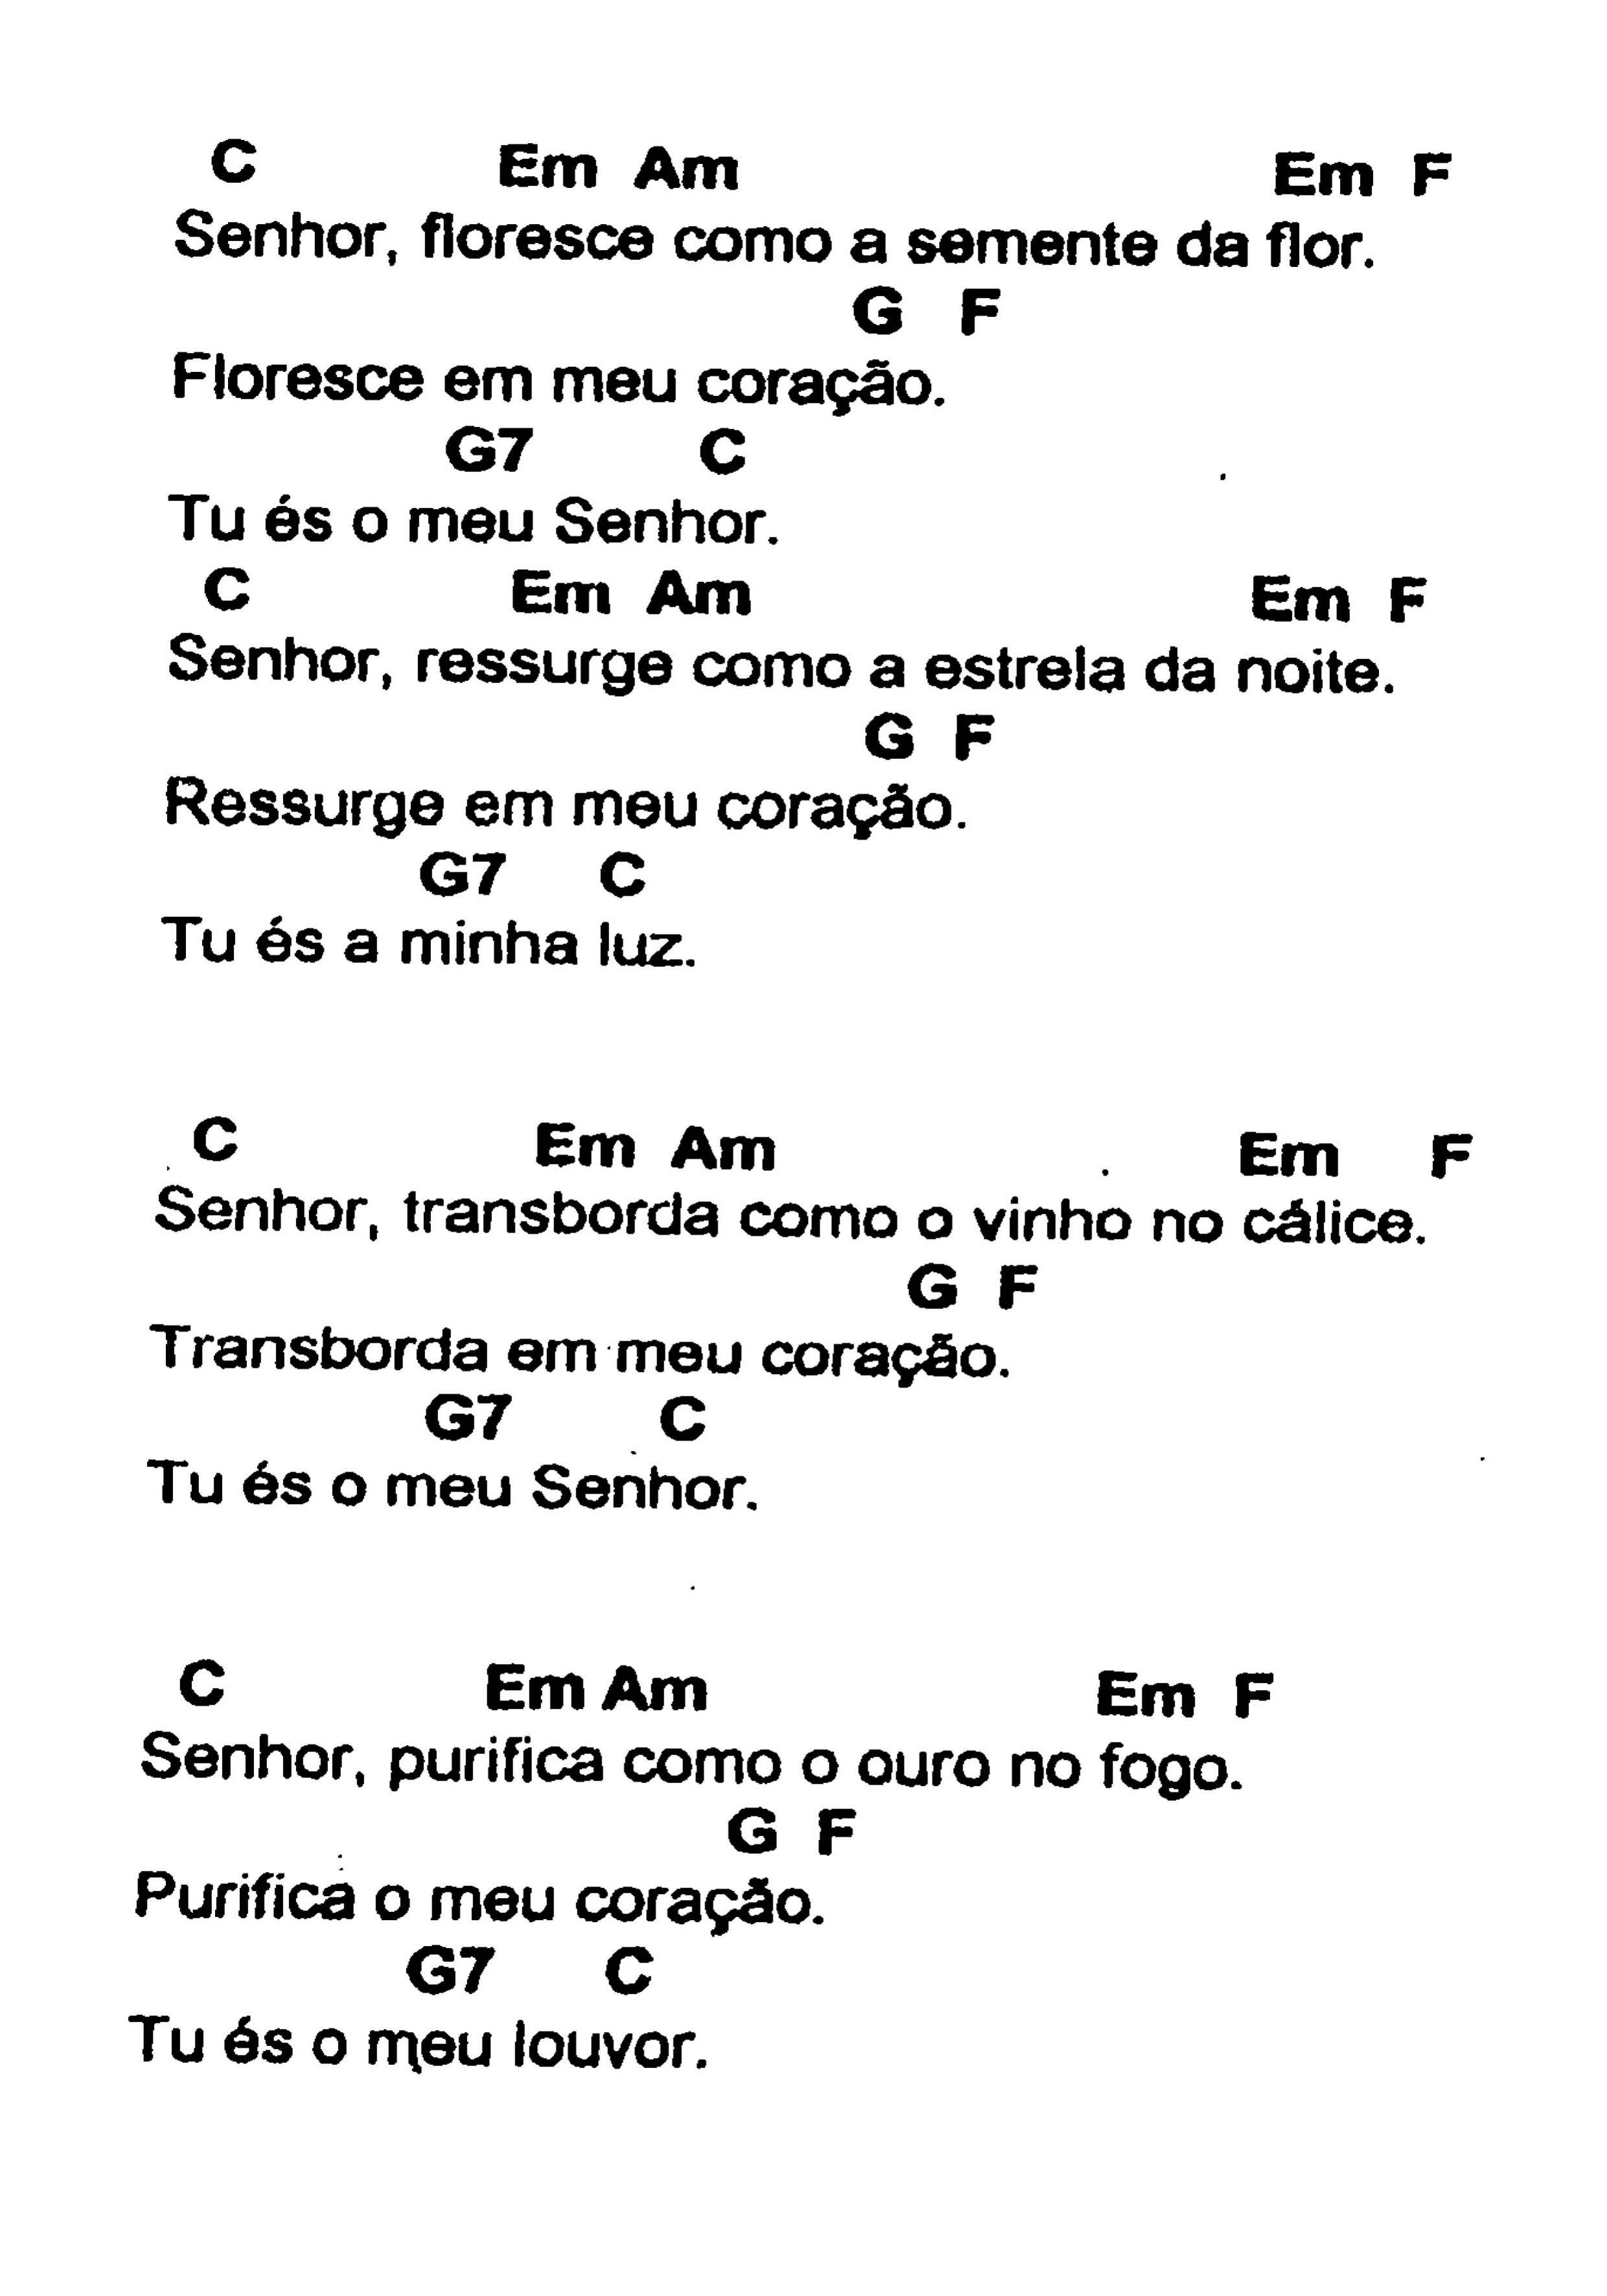 C Em Am Em F
Senhor, floresce como a semente da flor.
G F
Floresce em meu coração.
G7 C
Tu és o meu Senhor.
C Em Am Em F
Senhor, ressurge como a estrela da noite.
G F
Ressurge em meu coração.
G7 C
Tu és a minha luz.
C Em Am Em F
Senhor, transborda como o vinho no cálice.
G F
Transborda em meu coração.
G7 C
Tu és o meu Senhor.
C Em Am Em F
Senhor, purifica como o ouro no fogo.
G F
Purifica o meu coração.
G7 C
Tu és o meu louvor.